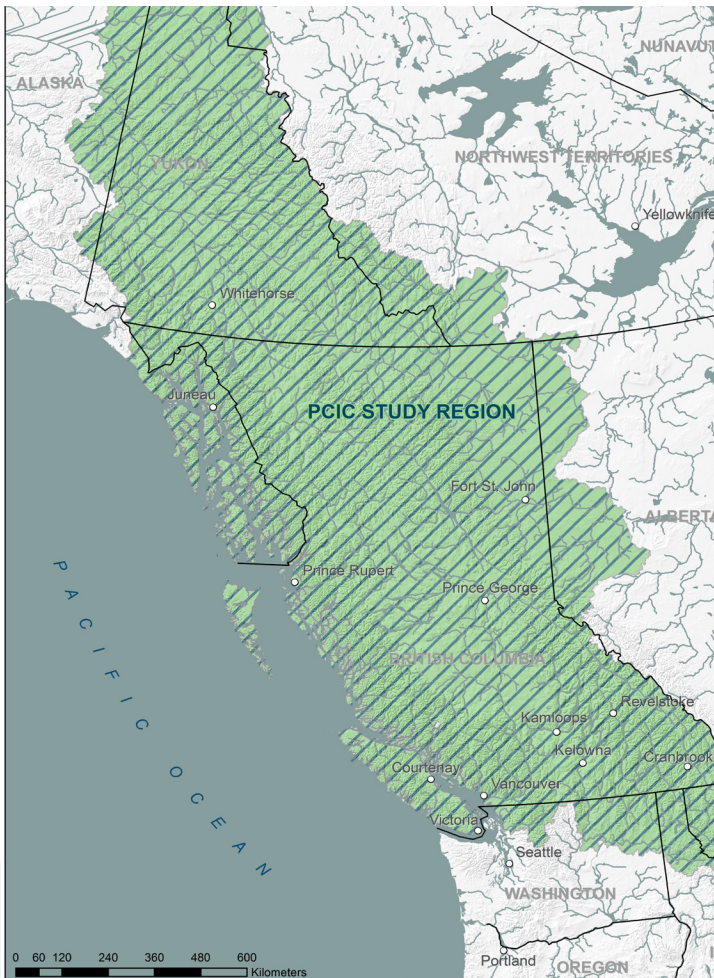 NUNAVUT
ALASKA
NORTHWEST TERRITORIES
YUKON
Yellowknife
Whitehorse
Juneau
PCIC STUDY REGION
Fort St. John
ALBERTA
Prince Rupert
Prince George
PACIFIC OCEAN
BRITISH COLUMBIA
Revelstoke
Kamloops
Kelowna
Cranbrook
Courtenay
Vancouver
Victoria
Seattle
WASHINGTON
Portland
OREGON
0 60 120 240 360 480 600
Kilometers